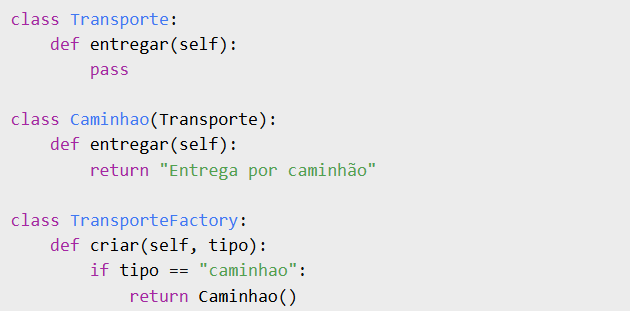 class Transporte:
    def entregar(self):
        pass

class Caminhao(Transporte):
    def entregar(self):
        return "Entrega por caminhão"

class TransporteFactory:
    def criar(self, tipo):
        if tipo == "caminhao":
            return Caminhao()